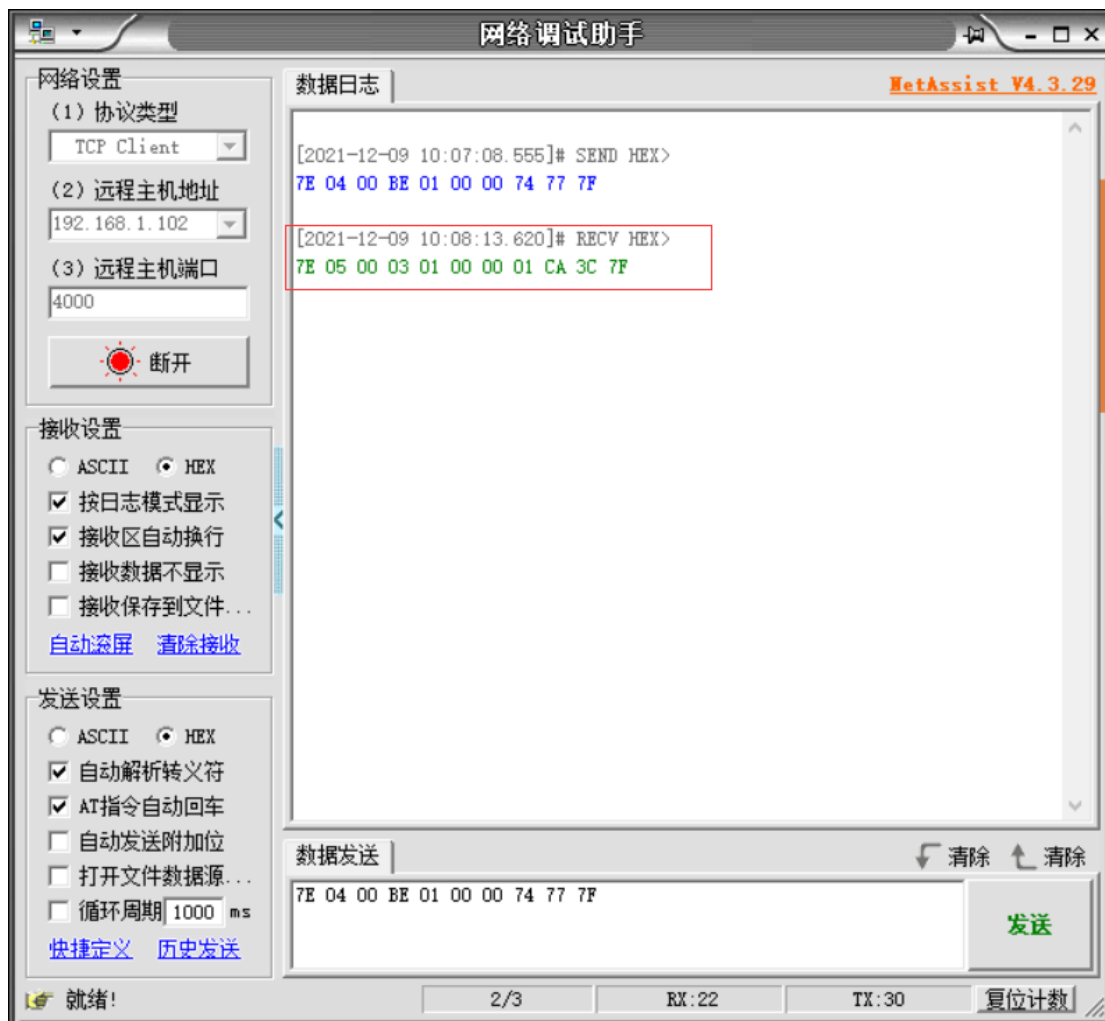 网络调试助手
网络设置
(1) 协议类型
TCP Client
(2) 远程主机地址
192.168.1.102
(3) 远程主机端口
4000
断开
接收设置
ASCII HEX
按日志模式显示
接收区自动换行
接收数据不显示
接收保存到文件...
自动滚屏 清除接收
发送设置
ASCII HEX
自动解析转义符
AT指令自动回车
自动发送附加位
打开文件数据源...
循环周期 1000 ms
快捷定义 历史发送
数据日志
NetAssist V4.3.29
[2021-12-09 10:07:08.555]# SEND HEX>
7E 04 00 BE 01 00 00 74 77 7F
[2021-12-09 10:08:13.620]# RECV HEX>
7E 05 00 03 01 00 00 01 CA 3C 7F
数据发送 清除 清除
7E 04 00 BE 01 00 00 74 77 7F
发送
就绪! 2/3 RX:22 TX:30 复位计数